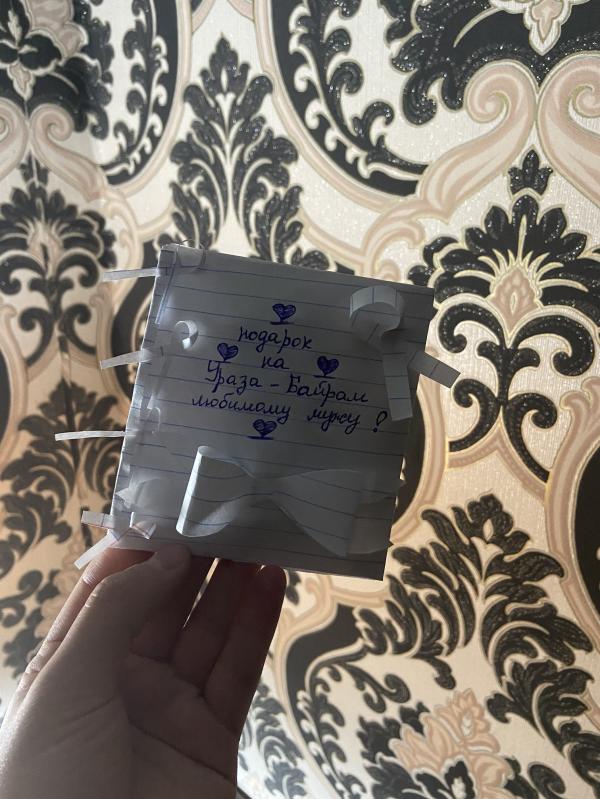 подарок
на
Ураза - Байрам
любимому мужу !